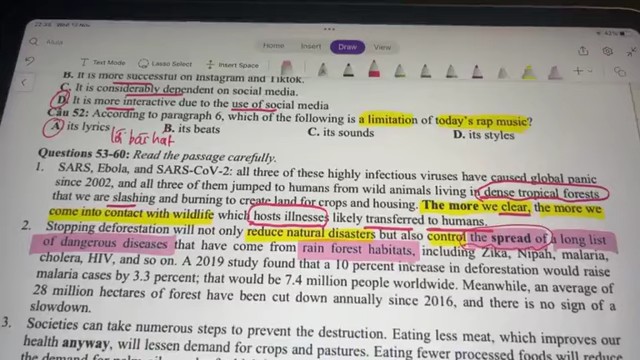 22:56 Wed 13 Nov
42%
Home Insert Draw View
Text Mode Lasso Select Insert Space
B. It is more successful on Instagram and Tiktok.
C. It is considerably dependent on social media.
D. It is more interactive due to the use of social media
Câu 52: According to paragraph 6, which of the following is a limitation of today's rap music?
A. its lyrics B. its beats C. its sounds D. its styles
lời bài hát
Questions 53-60: Read the passage carefully.
1. SARS, Ebola, and SARS-CoV-2: all three of these highly infectious viruses have caused global panic
since 2002, and all three of them jumped to humans from wild animals living in dense tropical forests
that we are slashing and burning to create land for crops and housing. The more we clear, the more we
come into contact with wildlife which hosts illnesses likely transferred to humans.
2. Stopping deforestation will not only reduce natural disasters but also control the spread of a long list
of dangerous diseases that have come from rain forest habitats, including Zika, Nipah, malaria,
cholera, HIV, and so on. A 2019 study found that a 10 percent increase in deforestation would raise
malaria cases by 3.3 percent; that would be 7.4 million people worldwide. Meanwhile, an average of
28 million hectares of forest have been cut down annually since 2016, and there is no sign of a
slowdown.
3. Societies can take numerous steps to prevent the destruction. Eating less meat, which improves our
health anyway, will lessen demand for crops and pastures. Eating fewer processed foods will reduce